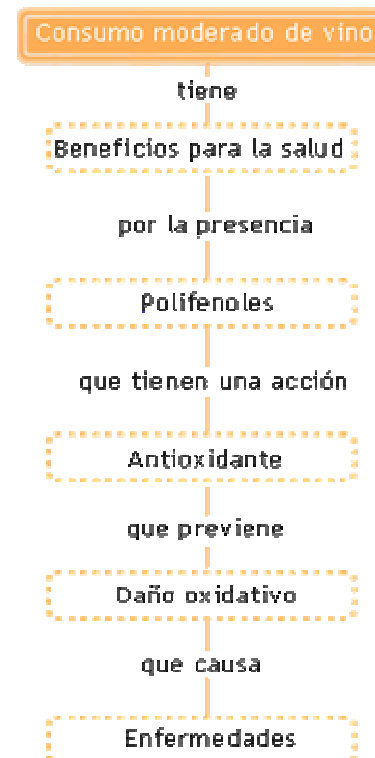 Consumo moderado de vino
tiene
Beneficios para la salud
por la presencia
Polifenoles
que tienen una acción
Antioxidante
que previene
Daño oxidativo
que causa
Enfermedades